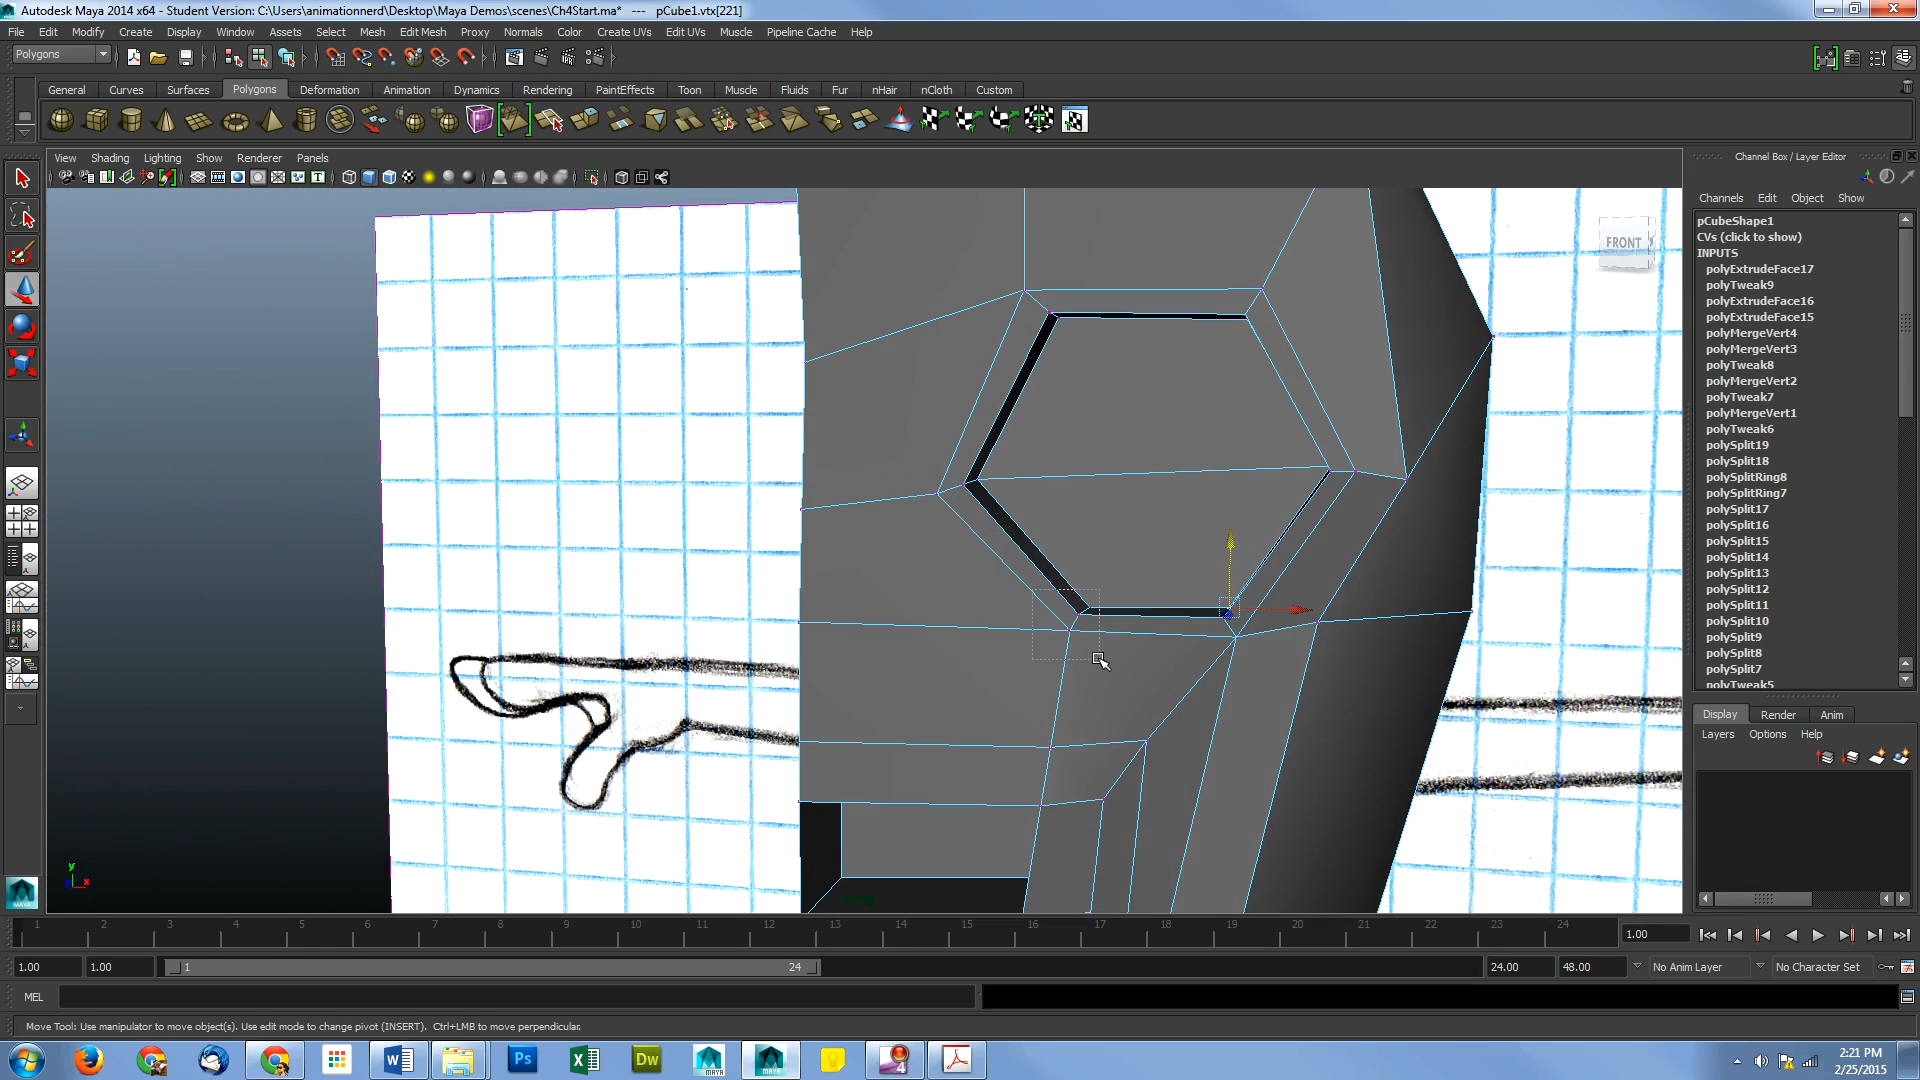 Autodesk Maya 2014 x64 - Student Version: C:\Users\animationnerd\Desktop\Maya Demos\scenes\Ch4Start.ma* --- pCube1.vtx[221]
File Edit Modify Create Display Window Assets Select Mesh Edit Mesh Proxy Normals Color Create UVs Edit UVs Muscle Pipeline Cache Help
Polygons
General Curves Surfaces Polygons Deformation Animation Dynamics Rendering PaintEffects Toon Muscle Fluids Fur nHair nCloth Custom
View Shading Lighting Show Renderer Panels
Channel Box / Layer Editor
Channels Edit Object Show
pCubeShape1
CVs (click to show)
INPUTS
polyExtrudeFace17
polyTweak9
polyExtrudeFace16
polyExtrudeFace15
polyMergeVert4
polyMergeVert3
polyTweak8
polyMergeVert2
polyTweak7
polyMergeVert1
polyTweak6
polySplit19
polySplit18
polySplitRing8
polySplitRing7
polySplit17
polySplit16
polySplit15
polySplit14
polySplit13
polySplit12
polySplit11
polySplit10
polySplit9
polySplit8
polySplit7
polyTweak5
FRONT
y
x
Display Render Anim
Layers Options Help
1 2 3 4 5 6 7 8 9 10 11 12 13 14 15 16 17 18 19 20 21 22 23 24
1.00
1.00 1.00 1 24 24.00 48.00 No Anim Layer No Character Set
MEL
Move Tool: Use manipulator to move object(s). Use edit mode to change pivot (INSERT). Ctrl+LMB to move perpendicular.
MAYA
W Ps X Dw MAYA MAYA 4
2:21 PM
2/25/2015